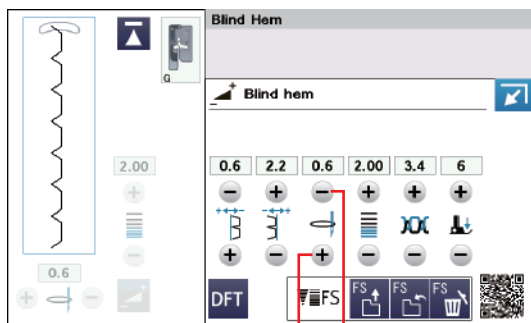 Blind Hem
G
Blind hem
2.00
0.6 2.2 0.6 2.00 3.4 6
0.6
DFT FS FS FS FS